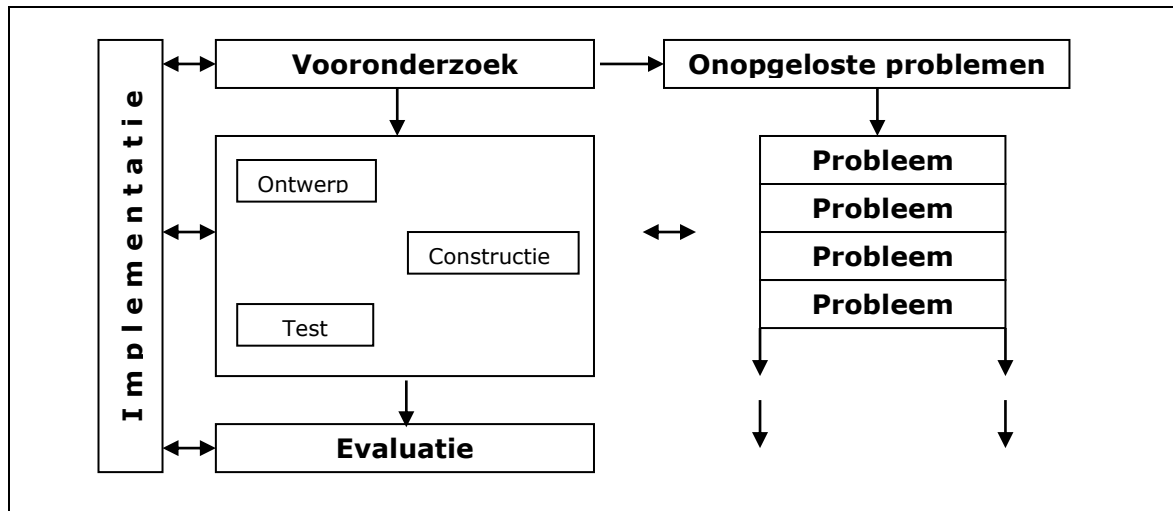 Implementatie
Vooronderzoek
Onopgeloste problemen
Ontwerp
Constructie
Test
Evaluatie
Probleem
Probleem
Probleem
Probleem